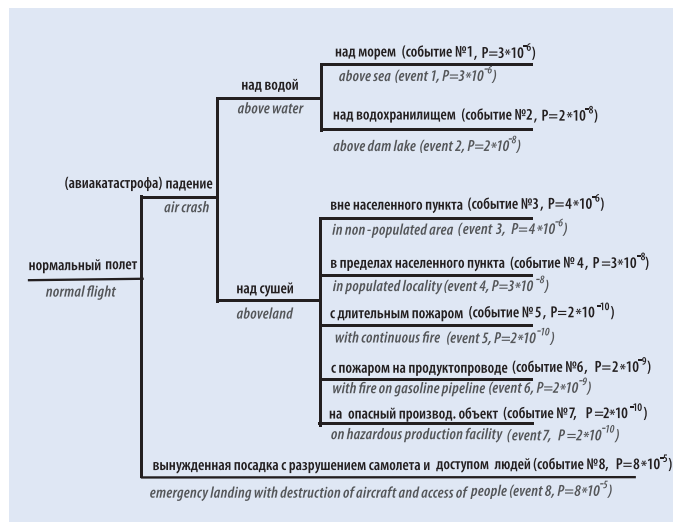 над морем (событие №1, P=3*10⁻⁶)
above sea (event 1, P=3*10⁻⁶)
над водой
above water
над водохранилищем (событие №2, P=2*10⁻⁸)
above dam lake (event 2, P=2*10⁻⁸)
(авиакатастрофа) падение
air crash
вне населенного пункта (событие №3, P=4*10⁻⁶)
in non-populated area (event 3, P=4*10⁻⁶)
нормальный полет
normal flight
над сушей
aboveland
в пределах населенного пункта (событие № 4, P=3*10⁻⁸)
in populated locality (event 4, P=3*10⁻⁸)
с длительным пожаром (событие №5, P=2*10⁻¹⁰)
with continuous fire (event 5, P=2*10⁻¹⁰)
с пожаром на продуктопроводе (событие №6, P=2*10⁻⁹)
with fire on gasoline pipeline (event 6, P=2*10⁻⁹)
на опасный производ. объект (событие №7, P=2*10⁻¹⁰)
on hazardous production facility (event 7, P=2*10⁻¹⁰)
вынужденная посадка с разрушением самолета и доступом людей (событие №8, P=8*10⁻⁵)
emergency landing with destruction of aircraft and access of people (event 8, P=8*10⁻⁵)